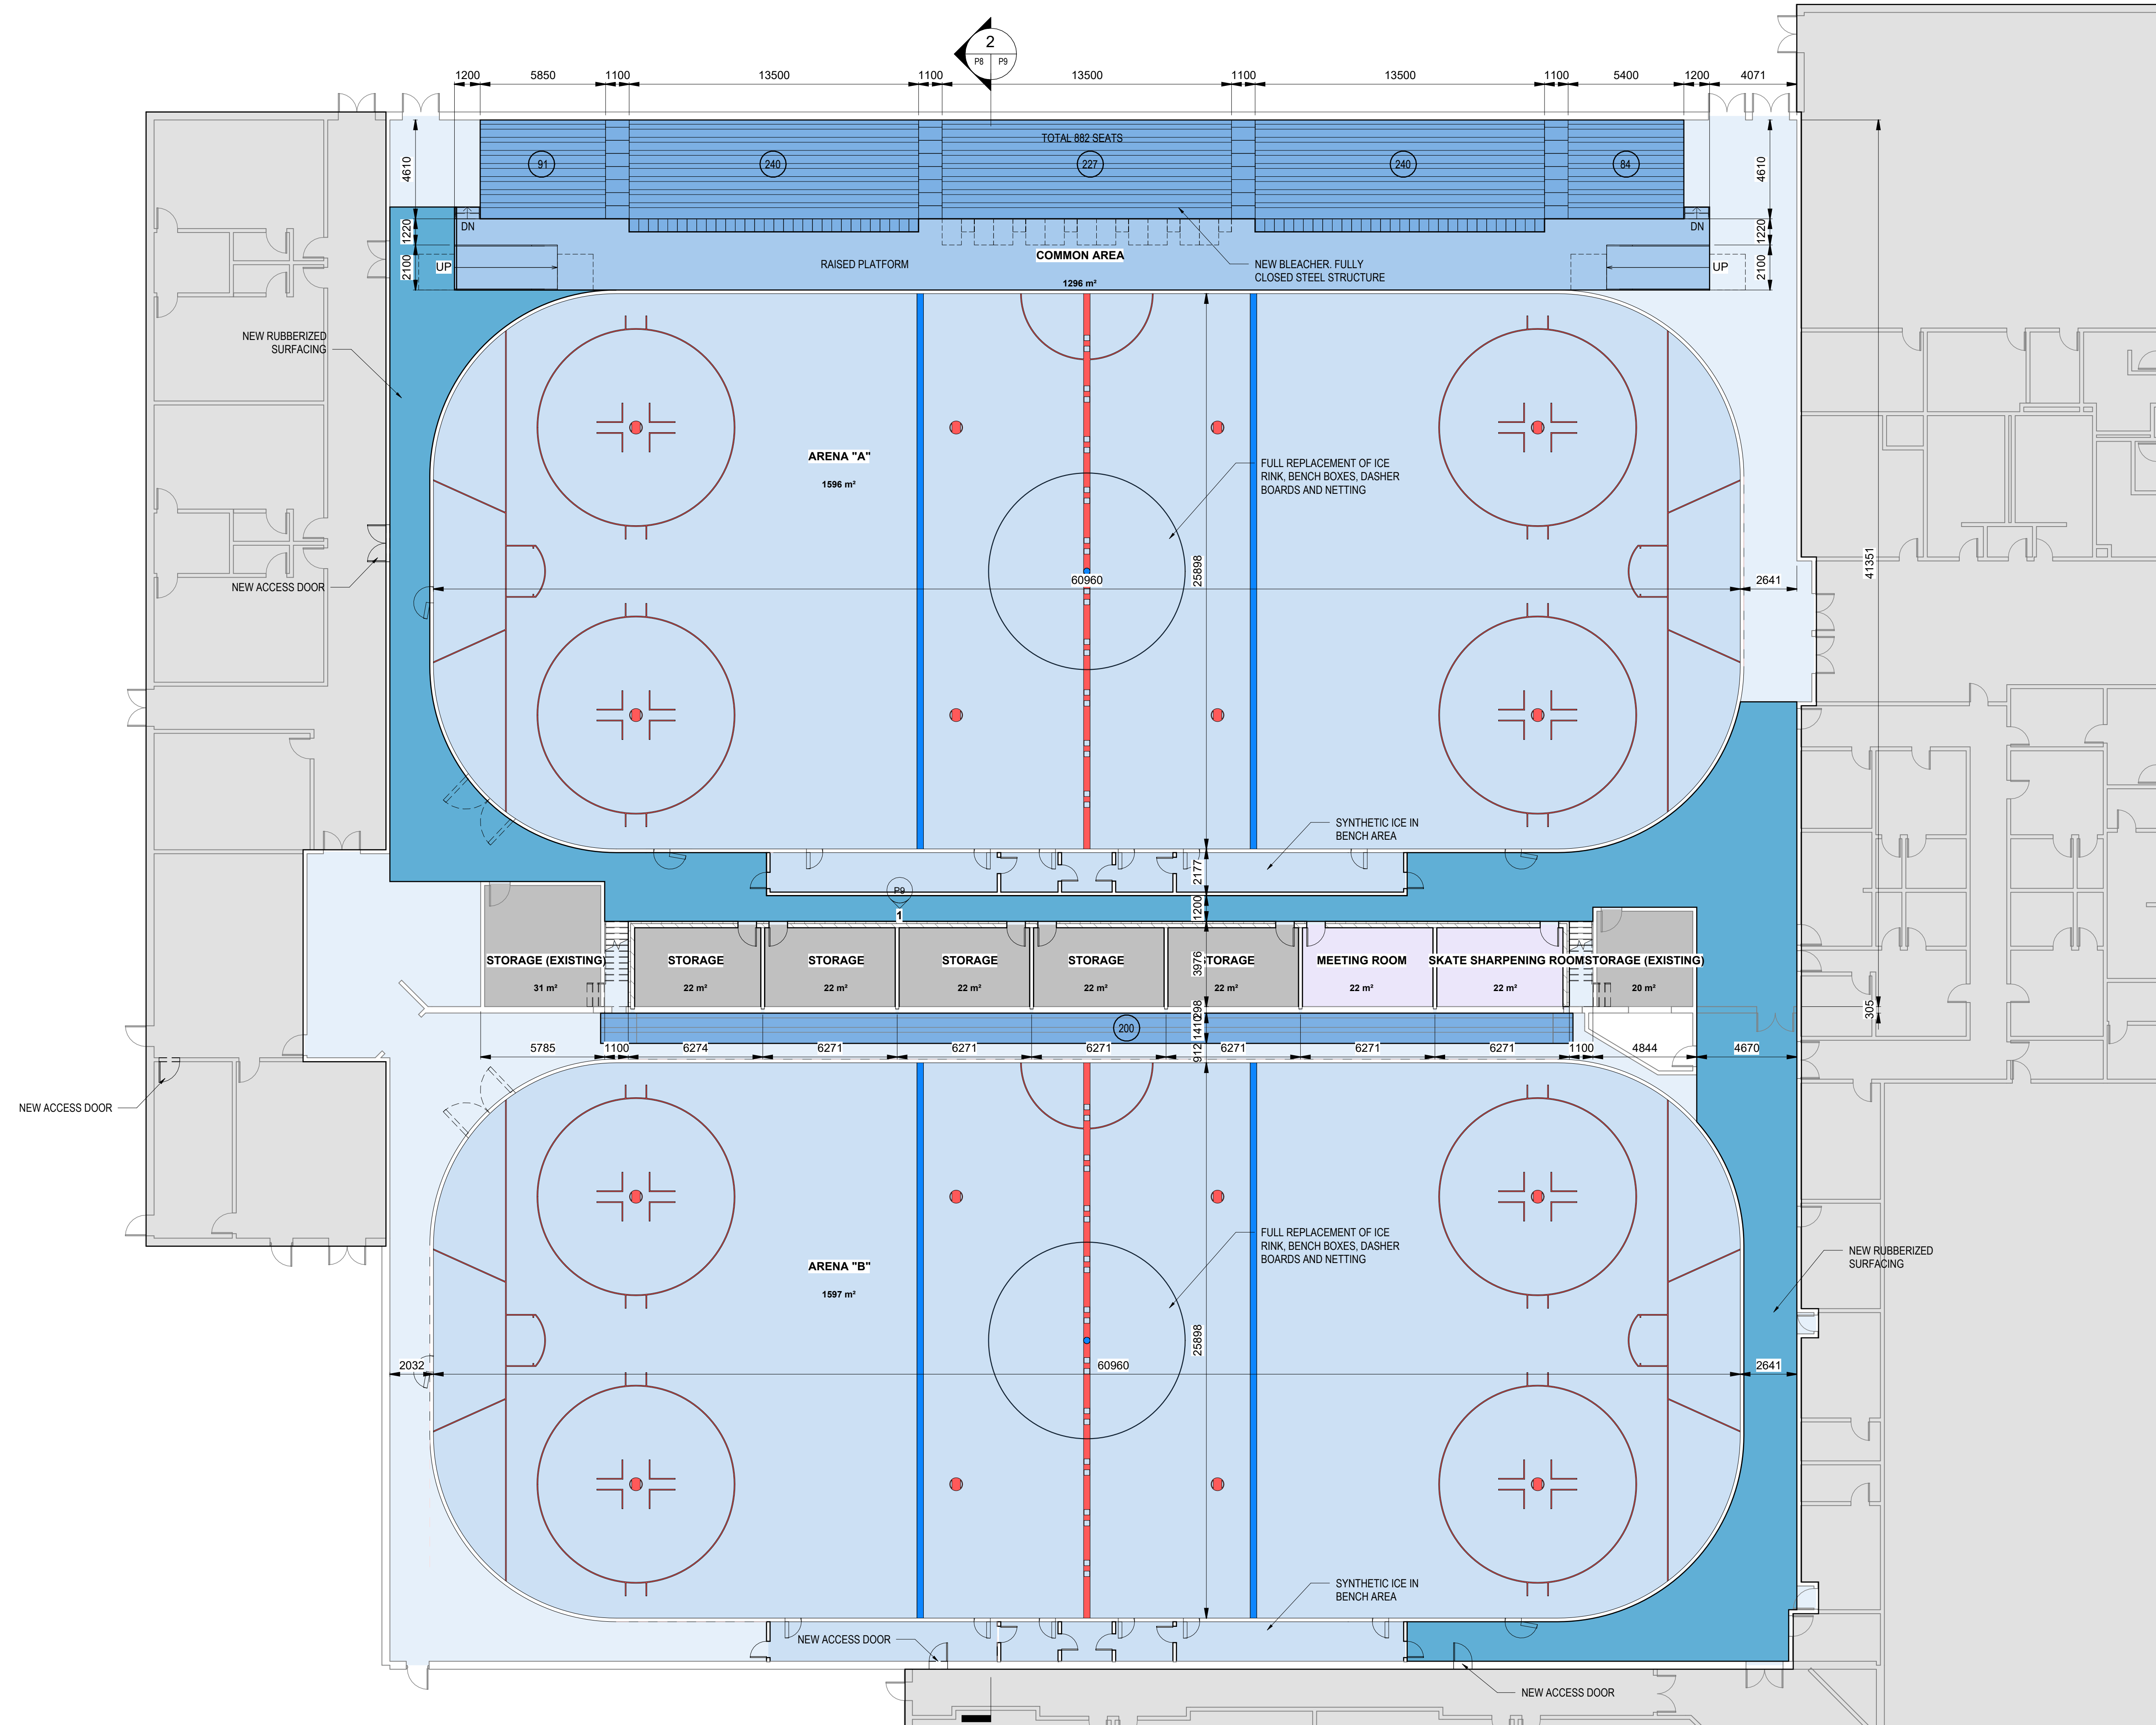 2
P8 P9
1200 5850 1100 13500 1100 13500 1100 13500 1100 5400 1200 4071
TOTAL 882 SEATS
91 240 227 240 84
4610 4610
DN DN
1220 1220
UP UP
2100 2100
RAISED PLATFORM
COMMON AREA
1296 m²
NEW BLEACHER. FULLY
CLOSED STEEL STRUCTURE
NEW RUBBERIZED
SURFACING
ARENA "A"
1596 m²
FULL REPLACEMENT OF ICE
RINK, BENCH BOXES, DASHER
BOARDS AND NETTING
41351
25898
60960 2641
NEW ACCESS DOOR
SYNTHETIC ICE IN
BENCH AREA
2177
P9
1
1200
STORAGE (EXISTING)
31 m²
STORAGE
22 m²
STORAGE
22 m²
STORAGE
22 m²
STORAGE
22 m²
STORAGE
22 m²
3976
MEETING ROOM
22 m²
SKATE SHARPENING ROOM
22 m²
STORAGE (EXISTING)
20 m²
298
305
1410
200
912
5785 1100 6274 6271 6271 6271 6271 6271 6271 1100 4844 4670
NEW ACCESS DOOR
ARENA "B"
1597 m²
FULL REPLACEMENT OF ICE
RINK, BENCH BOXES, DASHER
BOARDS AND NETTING
NEW RUBBERIZED
SURFACING
25898
2032 60960 2641
SYNTHETIC ICE IN
BENCH AREA
NEW ACCESS DOOR
NEW ACCESS DOOR